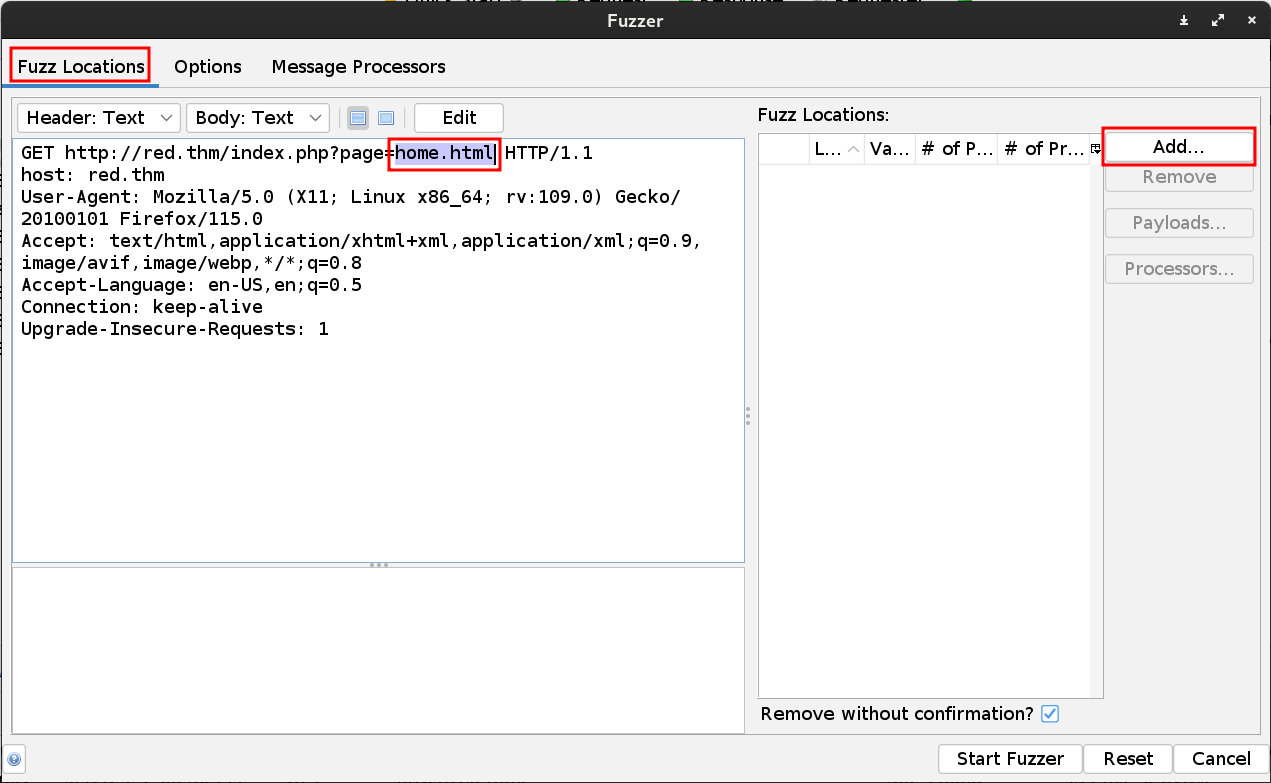 Fuzzer
Fuzz Locations Options Message Processors
Header: Text Body: Text Edit
GET http://red.thm/index.php?page=home.html HTTP/1.1
host: red.thm
User-Agent: Mozilla/5.0 (X11; Linux x86_64; rv:109.0) Gecko/
20100101 Firefox/115.0
Accept: text/html,application/xhtml+xml,application/xml;q=0.9,
image/avif,image/webp,*/*;q=0.8
Accept-Language: en-US,en;q=0.5
Connection: keep-alive
Upgrade-Insecure-Requests: 1
Fuzz Locations:
L... Va... # of P... # of Pr...
Add...
Remove
Payloads...
Processors...
Remove without confirmation?
Start Fuzzer Reset Cancel